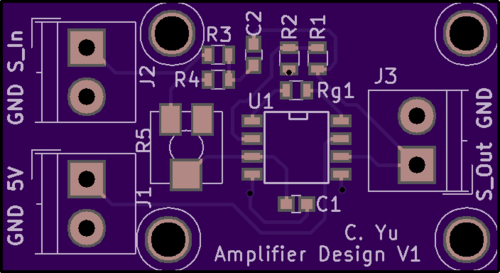 GND S_In
J2
R3
C2
R2
R1
R4
Rg1
J3
U1
R5
GND 5V
J1
C1
S_Out GND
C. Yu
Amplifier Design V1